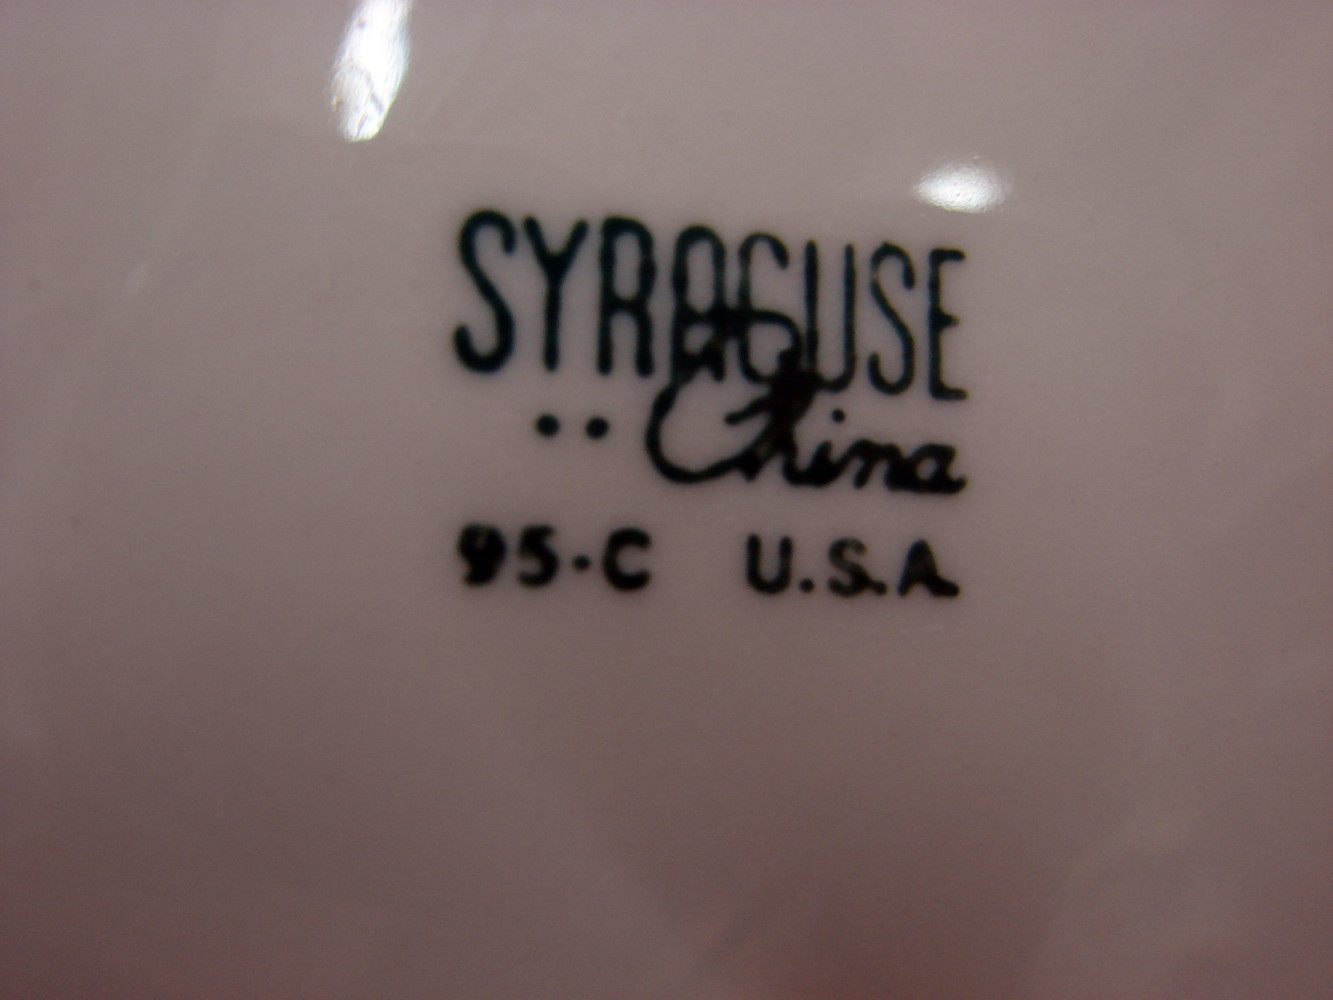 SYRACUSE
·· China
95-C U.S.A.